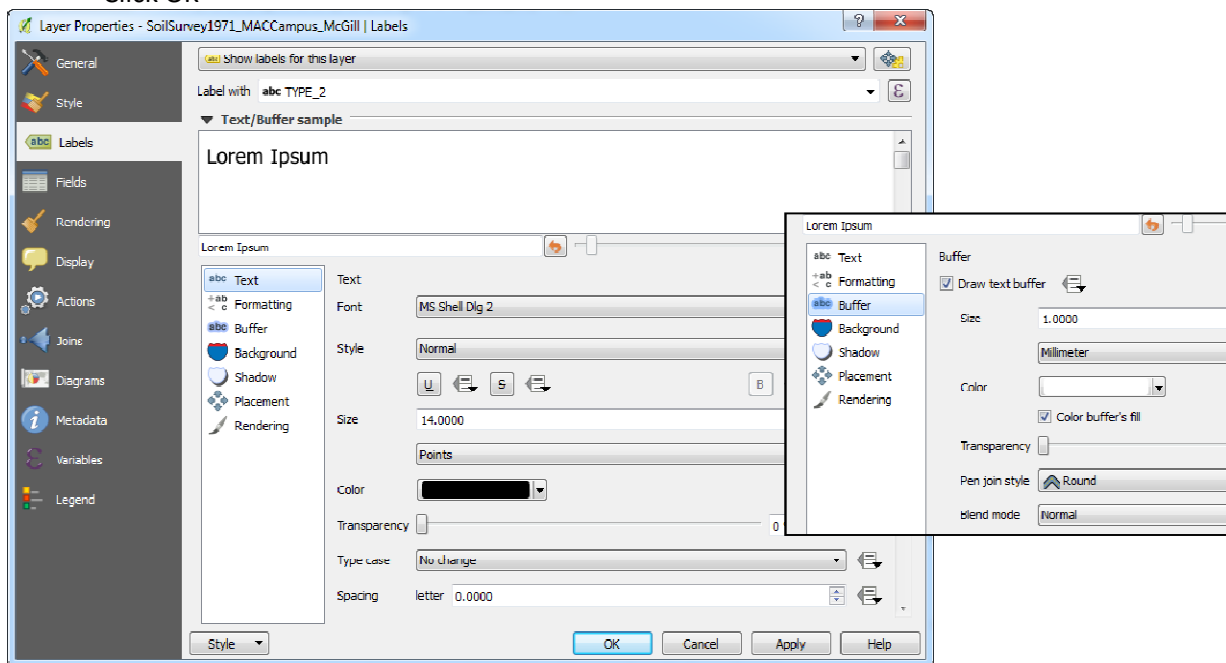 Click OK
Layer Properties - SoilSurvey1971_MACCampus_McGill | Labels
General
Style
Labels
Fields
Rendering
Display
Actions
Joins
Diagrams
Metadata
Variables
Legend
Show labels for this layer
Label with abc TYPE_2
Text/Buffer sample
Lorem Ipsum
Lorem Ipsum
Text
Formatting
Buffer
Background
Shadow
Placement
Rendering
Text
Font MS Shell Dlg 2
Style Normal
U S B
Size 14.0000
Points
Color
Transparency 0
Type case No change
Spacing letter 0.0000
Style OK Cancel Apply Help
Lorem Ipsum
Text
Formatting
Buffer
Background
Shadow
Placement
Rendering
Buffer
Draw text buffer
Size 1.0000
Millimeter
Color
Color buffer's fill
Transparency
Pen join style Round
Blend mode Normal